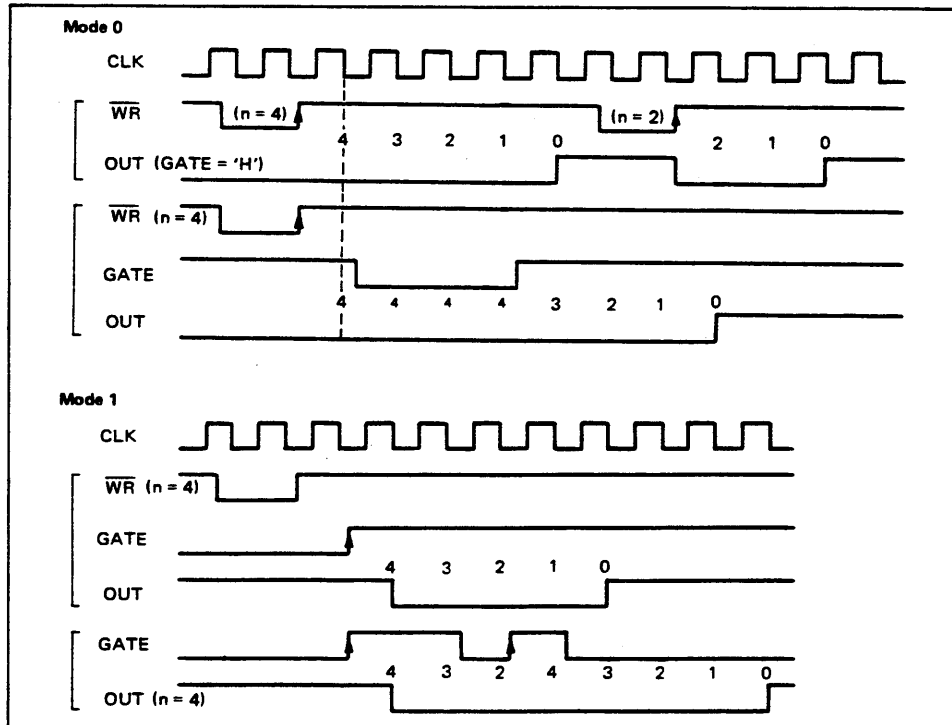 Mode 0
CLK
WR (n = 4) (n = 2)
4 3 2 1 0 2 1 0
OUT (GATE = 'H')
WR (n = 4)
GATE
4 4 4 4 3 2 1 0
OUT
Mode 1
CLK
WR (n = 4)
GATE
4 3 2 1 0
OUT
GATE
4 3 2 4 3 2 1 0
OUT (n = 4)